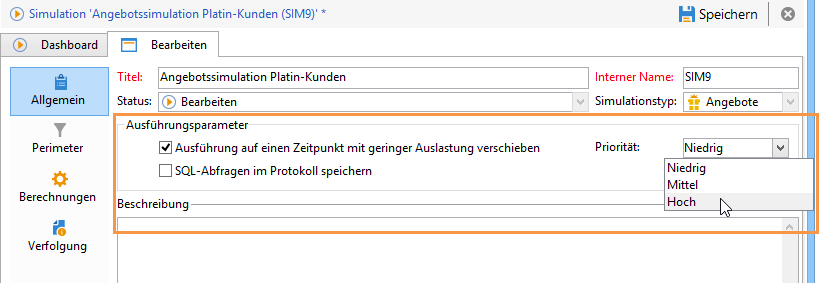 Simulation 'Angebotssimulation Platin-Kunden (SIM9)' *
Speichern
Dashboard
Bearbeiten
Allgemein
Perimeter
Berechnungen
Verfolgung
Titel: Angebotssimulation Platin-Kunden Interner Name: SIM9
Status: Bearbeiten Simulationstyp: Angebote
Ausführungsparameter
Ausführung auf einen Zeitpunkt mit geringer Auslastung verschieben Priorität: Niedrig
SQL-Abfragen im Protokoll speichern
Niedrig
Mittel
Hoch
Beschreibung